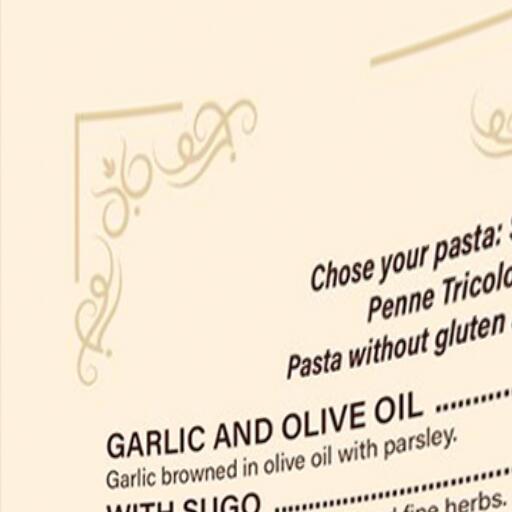 Chose your pasta:
Penne
Pasta without gluten
GARLIC AND OLIVE OIL ..........
Garlic browned in olive oil with parsley.
WITH SUGO ..............................
fine herbs.